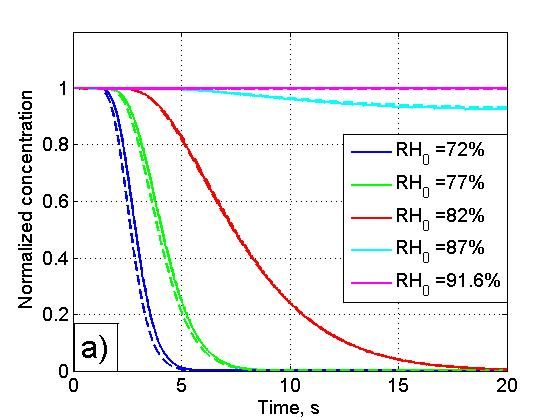 1
0.8
0.6
0.4
0.2
0
Normalized concentration
RH0 =72%
RH0 =77%
RH0 =82%
RH0 =87%
RH0 =91.6%
a)
0 5 10 15 20
Time, s